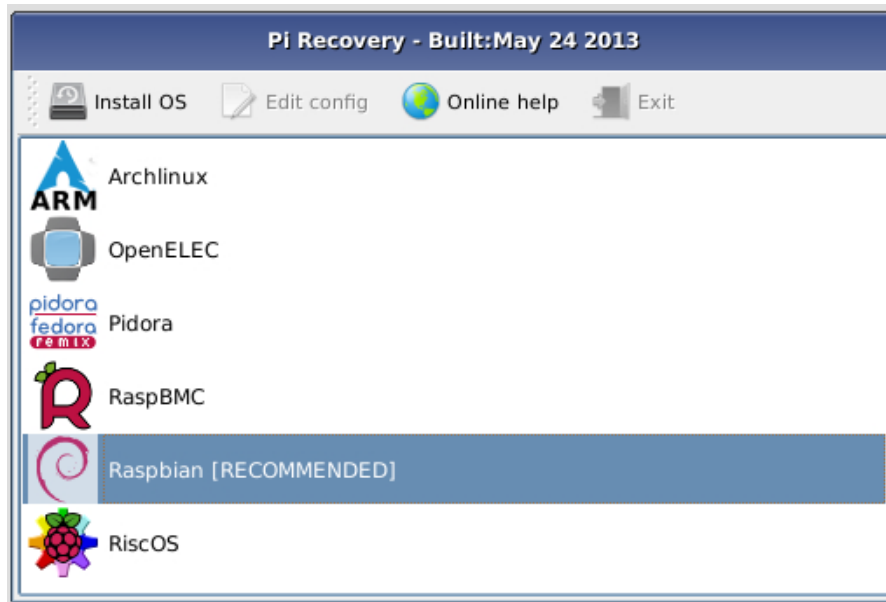 Pi Recovery - Built:May 24 2013
Install OS Edit config Online help Exit
ARM
Archlinux
OpenELEC
pidora
fedora
remix
Pidora
RaspBMC
Raspbian [RECOMMENDED]
RiscOS